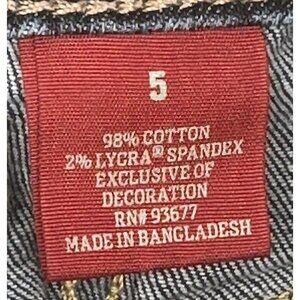 5
98% COTTON
2% LYCRA® SPANDEX
EXCLUSIVE OF
DECORATION
RN# 93677
MADE IN BANGLADESH